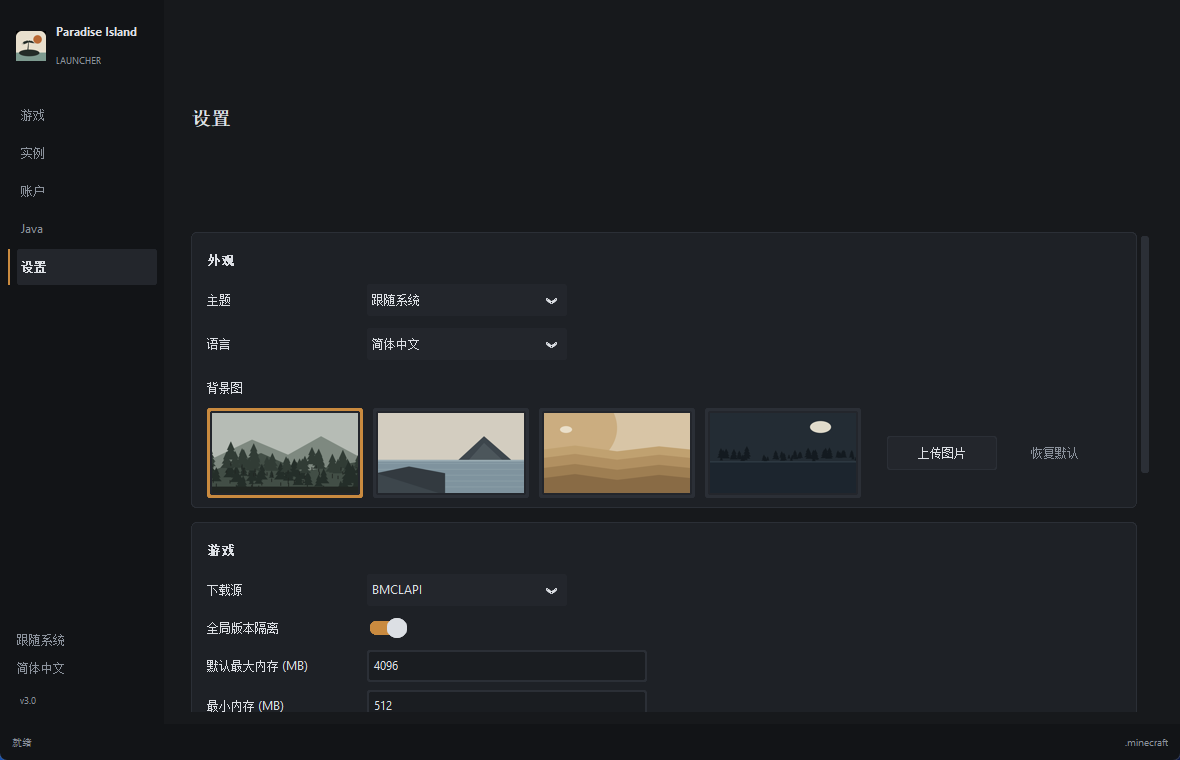 Paradise Island
LAUNCHER
游戏
实例
账户
Java
设置
跟随系统
简体中文
v3.0
设置
外观
主题
跟随系统
语言
简体中文
背景图
上传图片
恢复默认
游戏
下载源
BMCLAPI
全局版本隔离
默认最大内存 (MB)
4096
最小内存 (MB)
512
就绪
.minecraft